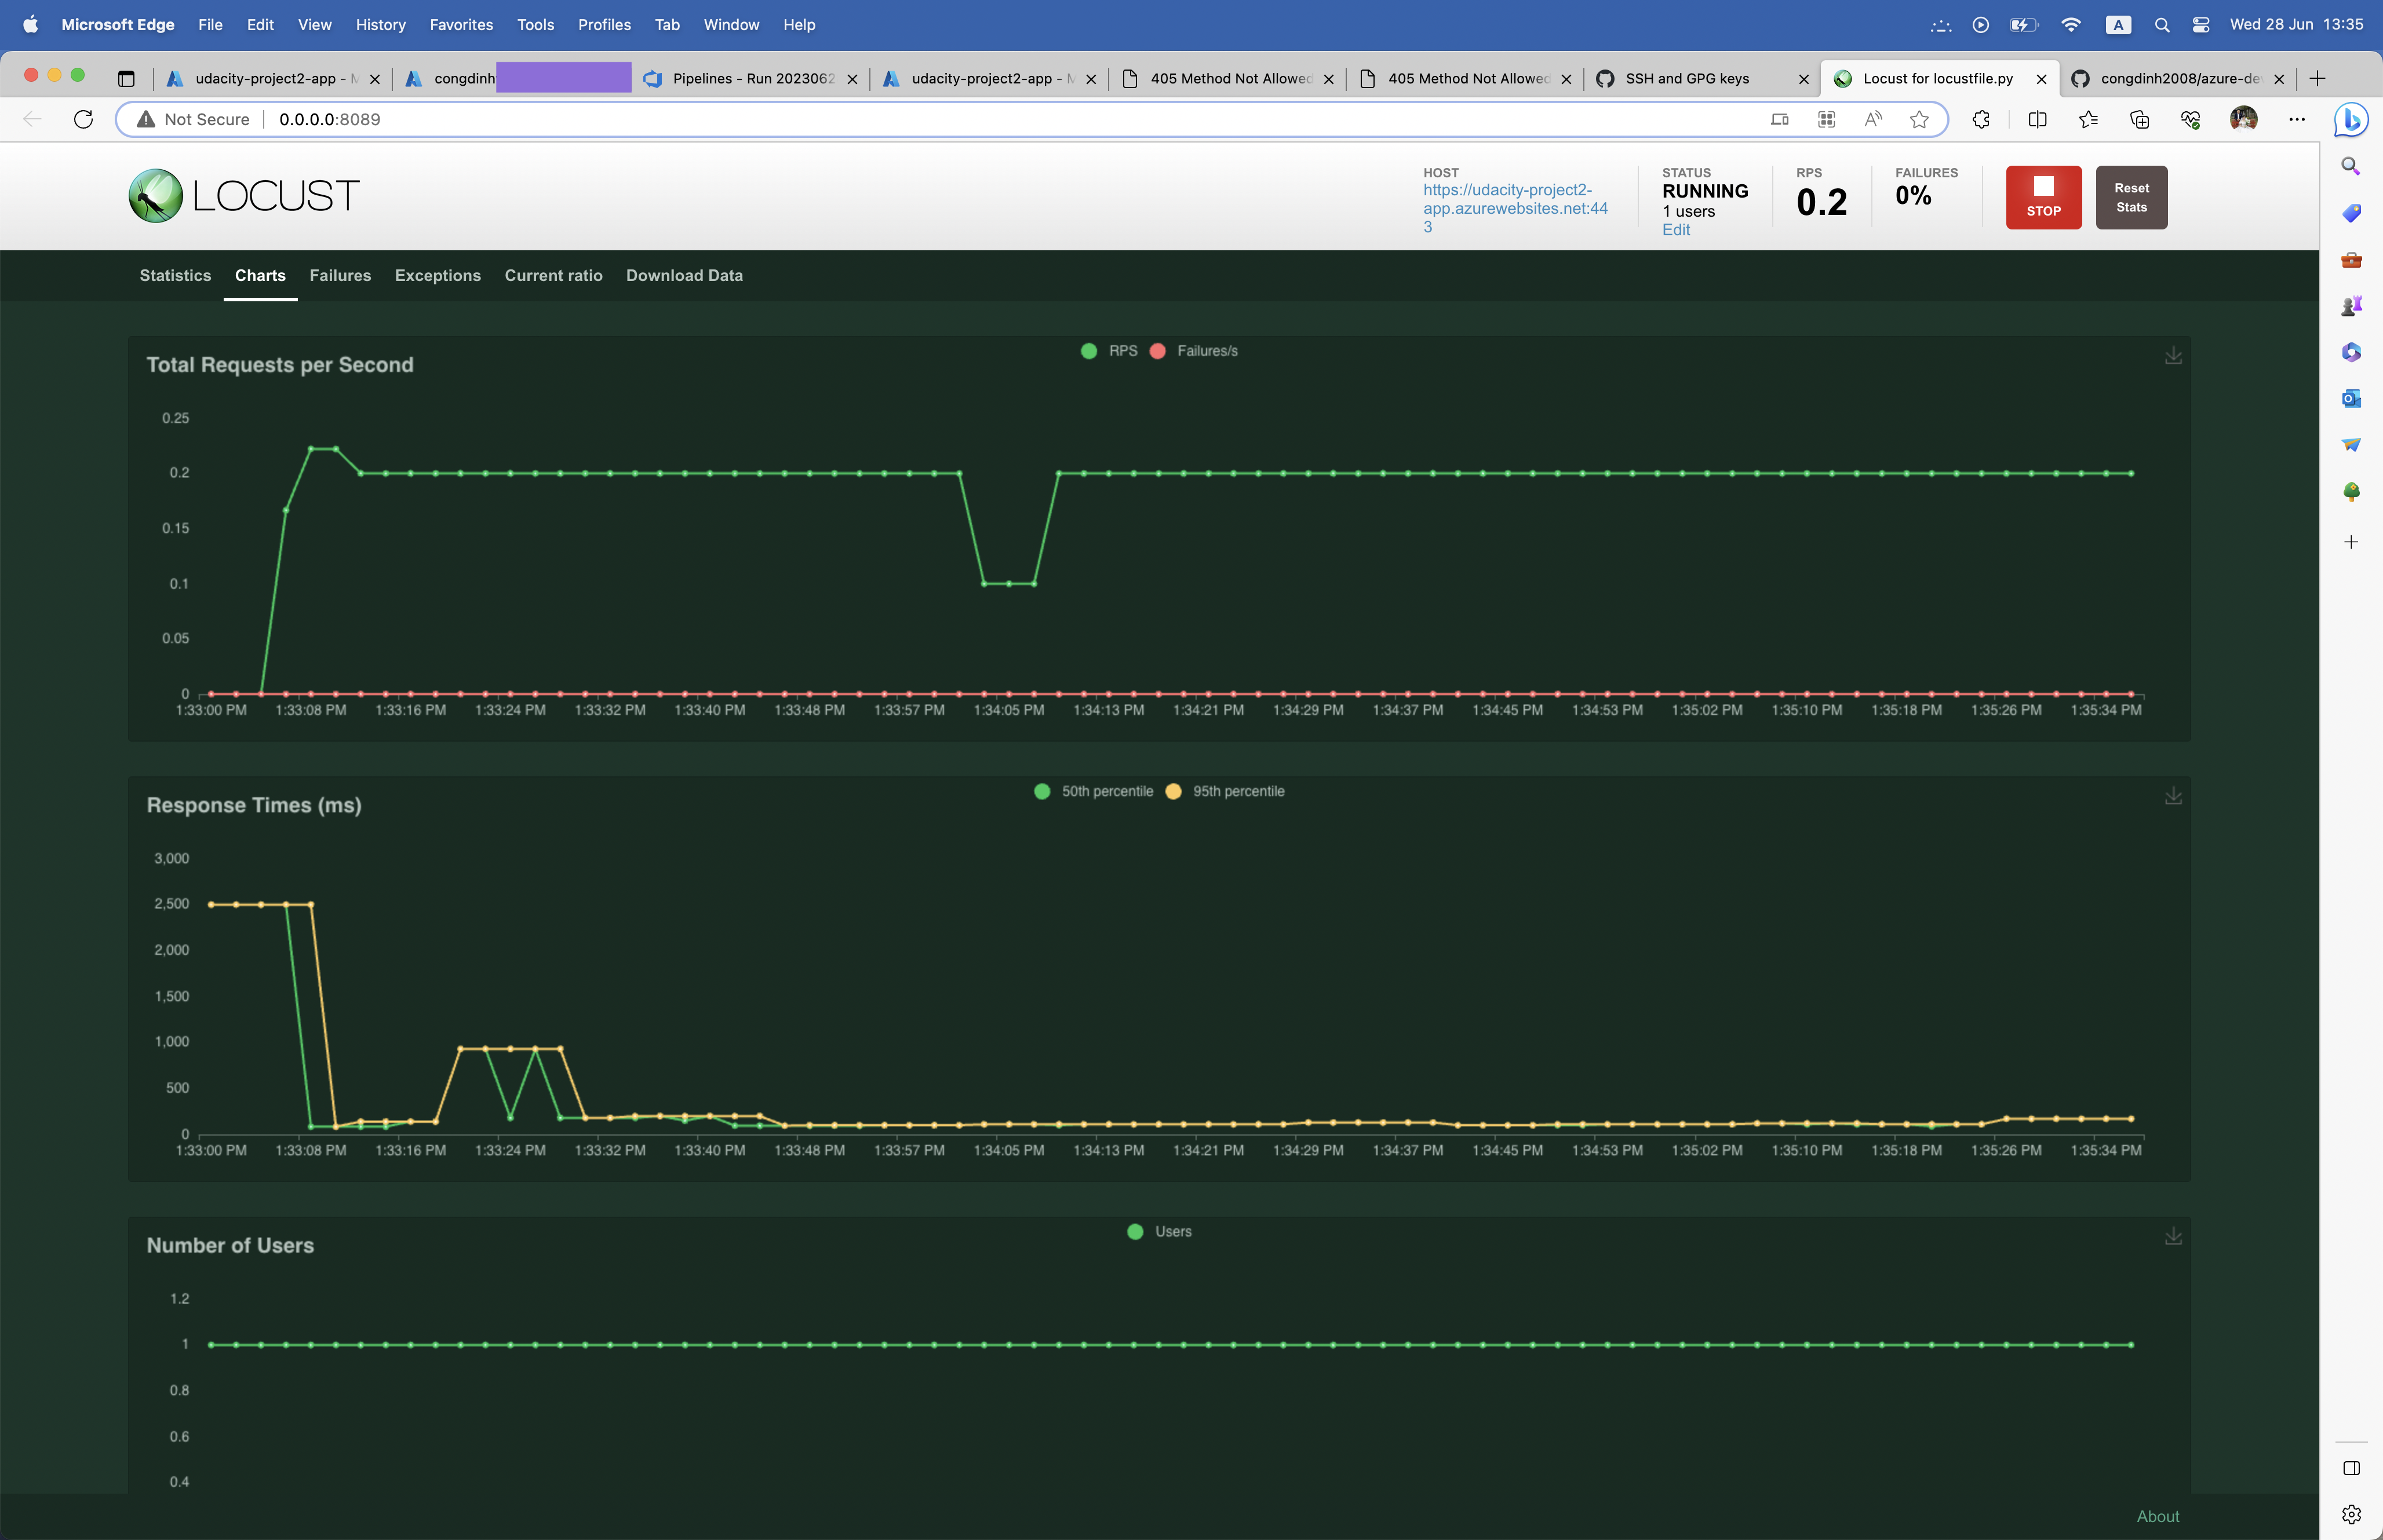 Microsoft Edge File Edit View History Favorites Tools Profiles Tab Window Help A Wed 28 Jun 13:35
udacity-project2-app - M congdinh Pipelines - Run 2023062 udacity-project2-app - M 405 Method Not Allowed 405 Method Not Allowed SSH and GPG keys Locust for locustfile.py congdinh2008/azure-de
Not Secure 0.0.0.0:8089
LOCUST
HOST
https://udacity-project2-
app.azurewebsites.net:44
3
STATUS
RUNNING
1 users
Edit
RPS
0.2
FAILURES
0%
STOP
Reset
Stats
Statistics Charts Failures Exceptions Current ratio Download Data
Total Requests per Second
RPS Failures/s
0.25
0.2
0.15
0.1
0.05
0
1:33:00 PM 1:33:08 PM 1:33:16 PM 1:33:24 PM 1:33:32 PM 1:33:40 PM 1:33:48 PM 1:33:57 PM 1:34:05 PM 1:34:13 PM 1:34:21 PM 1:34:29 PM 1:34:37 PM 1:34:45 PM 1:34:53 PM 1:35:02 PM 1:35:10 PM 1:35:18 PM 1:35:26 PM 1:35:34 PM
Response Times (ms)
50th percentile 95th percentile
3,000
2,500
2,000
1,500
1,000
500
0
1:33:00 PM 1:33:08 PM 1:33:16 PM 1:33:24 PM 1:33:32 PM 1:33:40 PM 1:33:48 PM 1:33:57 PM 1:34:05 PM 1:34:13 PM 1:34:21 PM 1:34:29 PM 1:34:37 PM 1:34:45 PM 1:34:53 PM 1:35:02 PM 1:35:10 PM 1:35:18 PM 1:35:26 PM 1:35:34 PM
Number of Users
Users
1.2
1
0.8
0.6
0.4
About